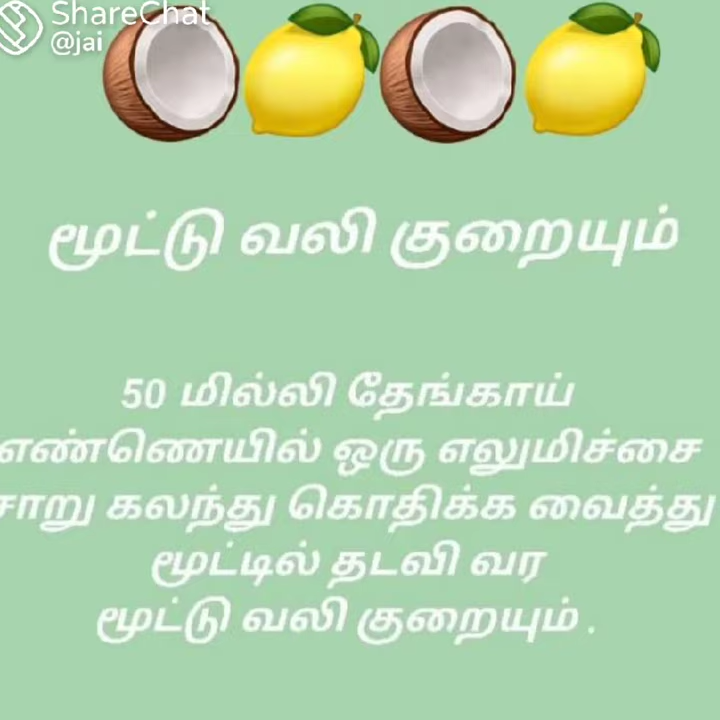 ShareChat
@jai
மூட்டு வலி குறையும்
50 மில்லி தேங்காய்
எண்ணெயில் ஒரு எலுமிச்சை
சாறு கலந்து கொதிக்க வைத்து
மூட்டில் தடவி வர
மூட்டு வலி குறையும் .